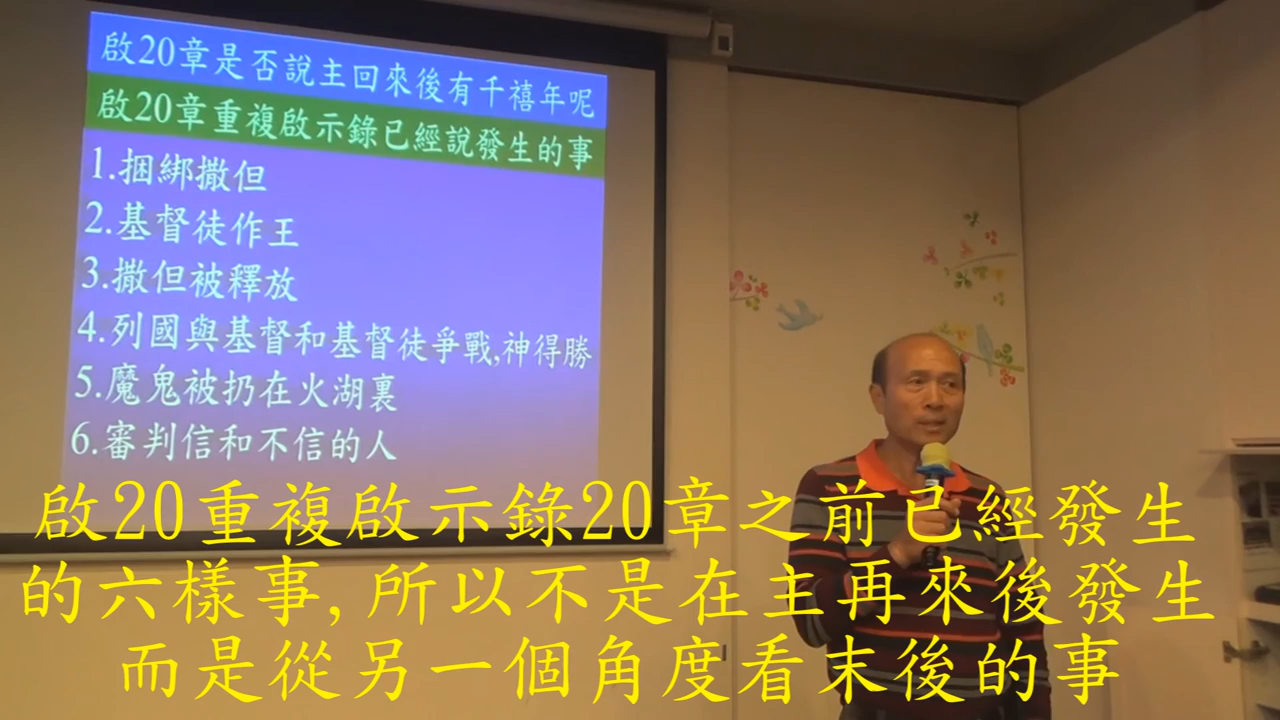 啟20章是否說主回來後有千禧年呢
啟20章重複啟示錄已經說發生的事
1.捆綁撒但
2.基督徒作王
3.撒但被釋放
4.列國與基督和基督徒爭戰,神得勝
5.魔鬼被扔在火湖裏
6.審判信和不信的人
啟20重複啟示錄20章之前已經發生
的六樣事,所以不是在主再來後發生
而是從另一個角度看末後的事